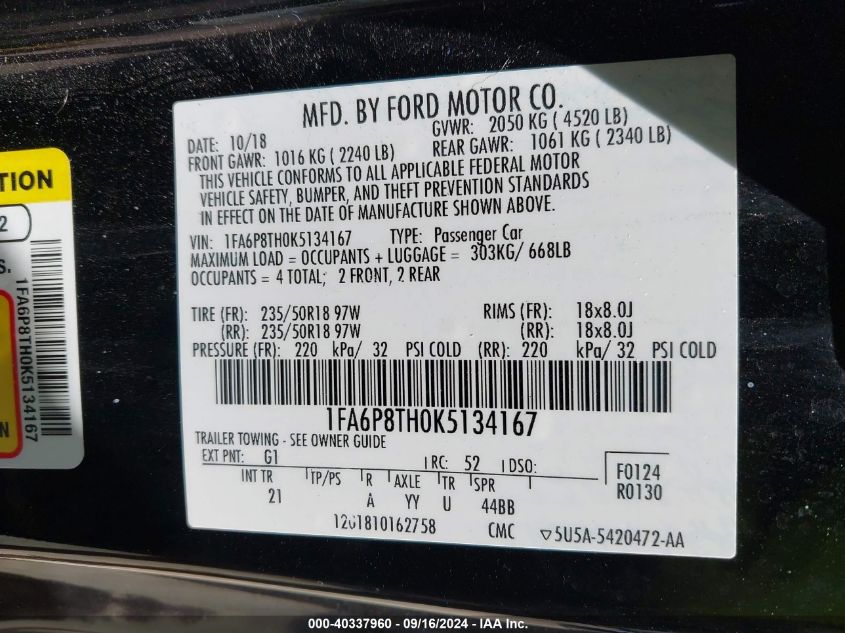 MFD. BY FORD MOTOR CO.
DATE: 10/18 GVWR: 2050 KG ( 4520 LB)
FRONT GAWR: 1016 KG ( 2240 LB) REAR GAWR: 1061 KG ( 2340 LB)
THIS VEHICLE CONFORMS TO ALL APPLICABLE FEDERAL MOTOR
VEHICLE SAFETY, BUMPER, AND THEFT PREVENTION STANDARDS
IN EFFECT ON THE DATE OF MANUFACTURE SHOWN ABOVE.
VIN: 1FA6P8TH0K5134167 TYPE: Passenger Car
MAXIMUM LOAD = OCCUPANTS + LUGGAGE = 303KG/ 668LB
OCCUPANTS = 4 TOTAL; 2 FRONT, 2 REAR
TIRE (FR): 235/50R18 97W RIMS (FR): 18x8.0J
(RR): 235/50R18 97W (RR): 18x8.0J
PRESSURE (FR): 220 kPa/ 32 PSI COLD (RR): 220 kPa/ 32 PSI COLD
1FA6P8TH0K5134167
TRAILER TOWING - SEE OWNER GUIDE
EXT PNT: G1 RC: 52 DSO: F0124
INT TR TP/PS R AXLE TR SPR R0130
21 A YY U 44BB
CMC 5U5A-5420472-AA
TION
2
S.
1FA6P8TH0K5134167
N
000-40337960 - 09/16/2024 - IAA Inc.